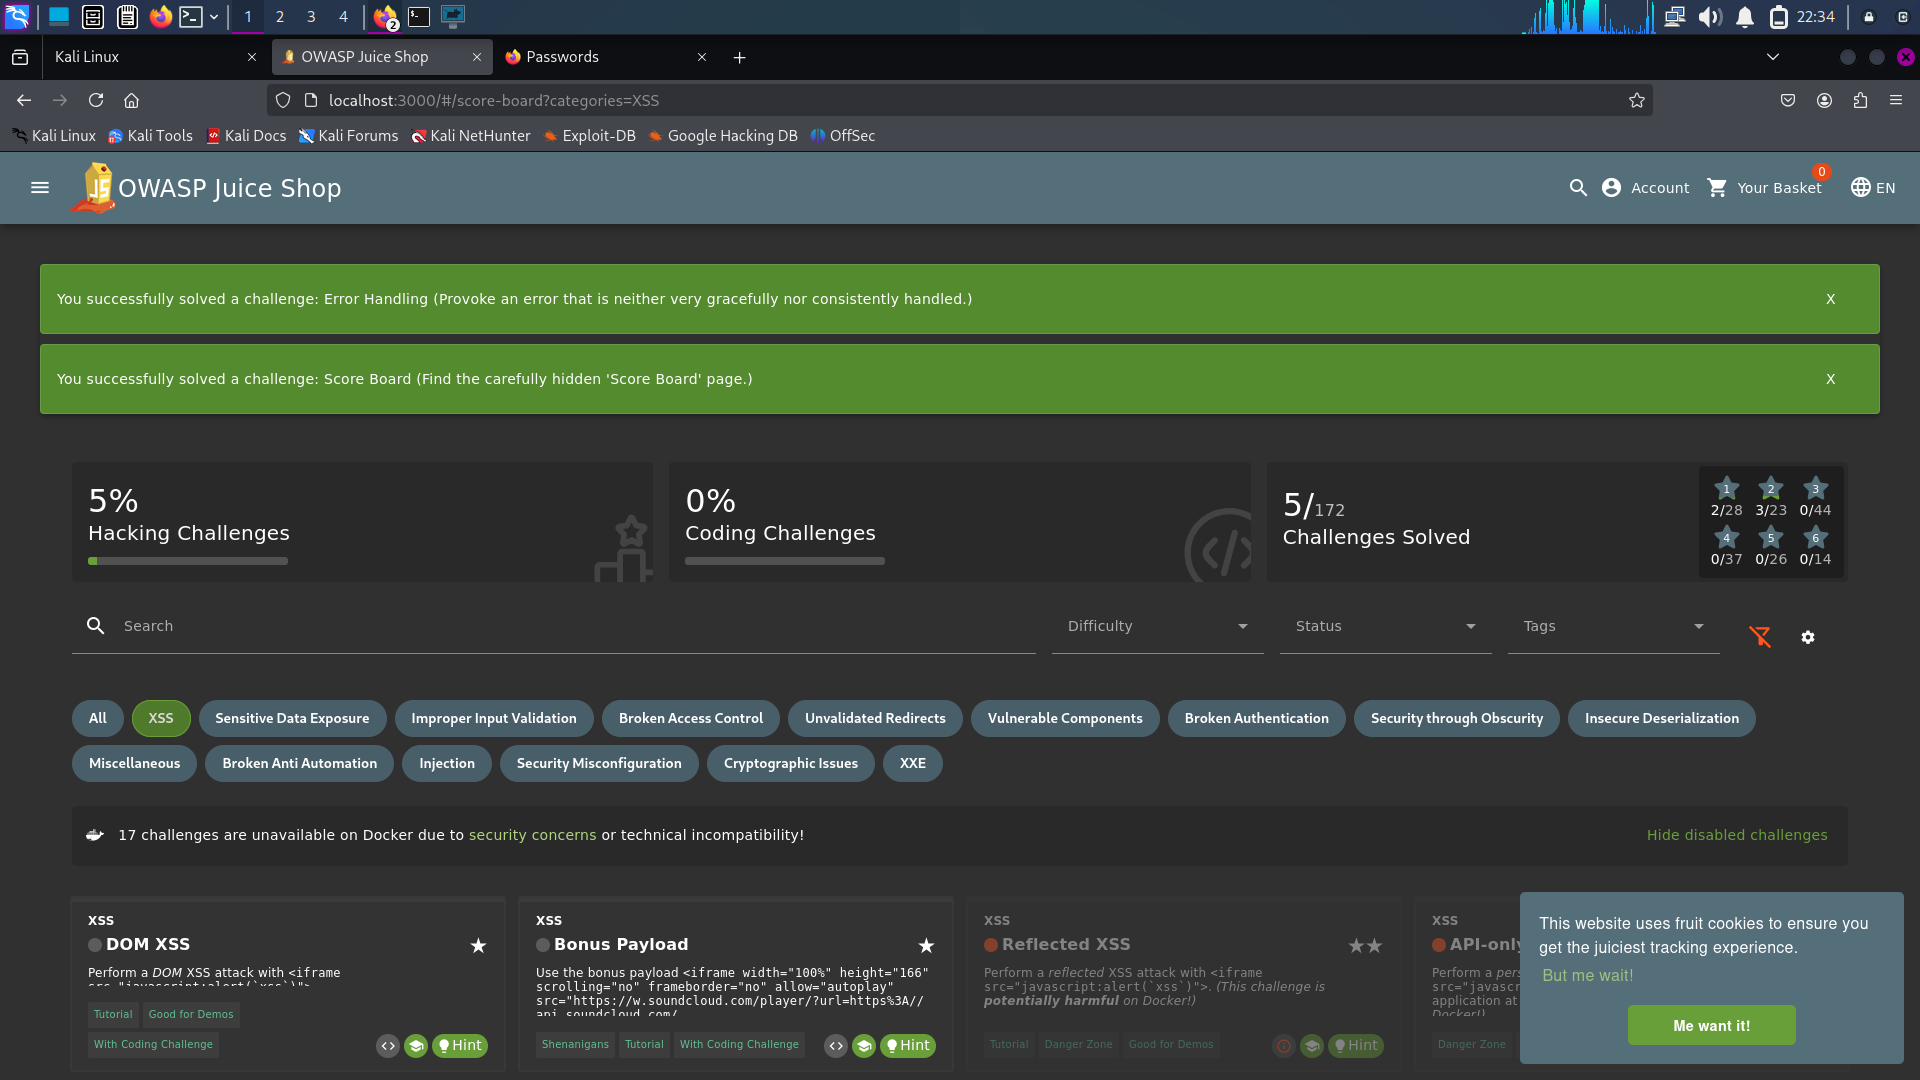 1 2 3 4 2 22:34
Kali Linux OWASP Juice Shop Passwords
localhost:3000/#/score-board?categories=XSS
Kali Linux Kali Tools Kali Docs Kali Forums Kali NetHunter Exploit-DB Google Hacking DB OffSec
OWASP Juice Shop Account Your Basket 0 EN
You successfully solved a challenge: Error Handling (Provoke an error that is neither very gracefully nor consistently handled.) X
You successfully solved a challenge: Score Board (Find the carefully hidden 'Score Board' page.) X
5%
Hacking Challenges
0%
Coding Challenges
5/172
Challenges Solved
1 2 3
2/28 3/23 0/44
4 5 6
0/37 0/26 0/14
Search Difficulty Status Tags
All XSS Sensitive Data Exposure Improper Input Validation Broken Access Control Unvalidated Redirects Vulnerable Components Broken Authentication Security through Obscurity Insecure Deserialization
Miscellaneous Broken Anti Automation Injection Security Misconfiguration Cryptographic Issues XXE
17 challenges are unavailable on Docker due to security concerns or technical incompatibility! Hide disabled challenges
XSS
DOM XSS
Perform a DOM XSS attack with <iframe
src="javascript:alert(`xss`)">
Tutorial Good for Demos
With Coding Challenge Hint
XSS
Bonus Payload
Use the bonus payload <iframe width="100%" height="166"
scrolling="no" frameborder="no" allow="autoplay"
src="https://w.soundcloud.com/player/?url=https%3A//
api.soundcloud.com/
Shenanigans Tutorial With Coding Challenge Hint
XSS
Reflected XSS
Perform a reflected XSS attack with <iframe
src="javascript:alert(`xss`)">. (This challenge is
potentially harmful on Docker!)
Tutorial Danger Zone Good for Demos Hint
XSS
API-only
Perform a pers
src="javasc
application at
Docker!)
Danger Zone
This website uses fruit cookies to ensure you
get the juiciest tracking experience.
But me wait!
Me want it!